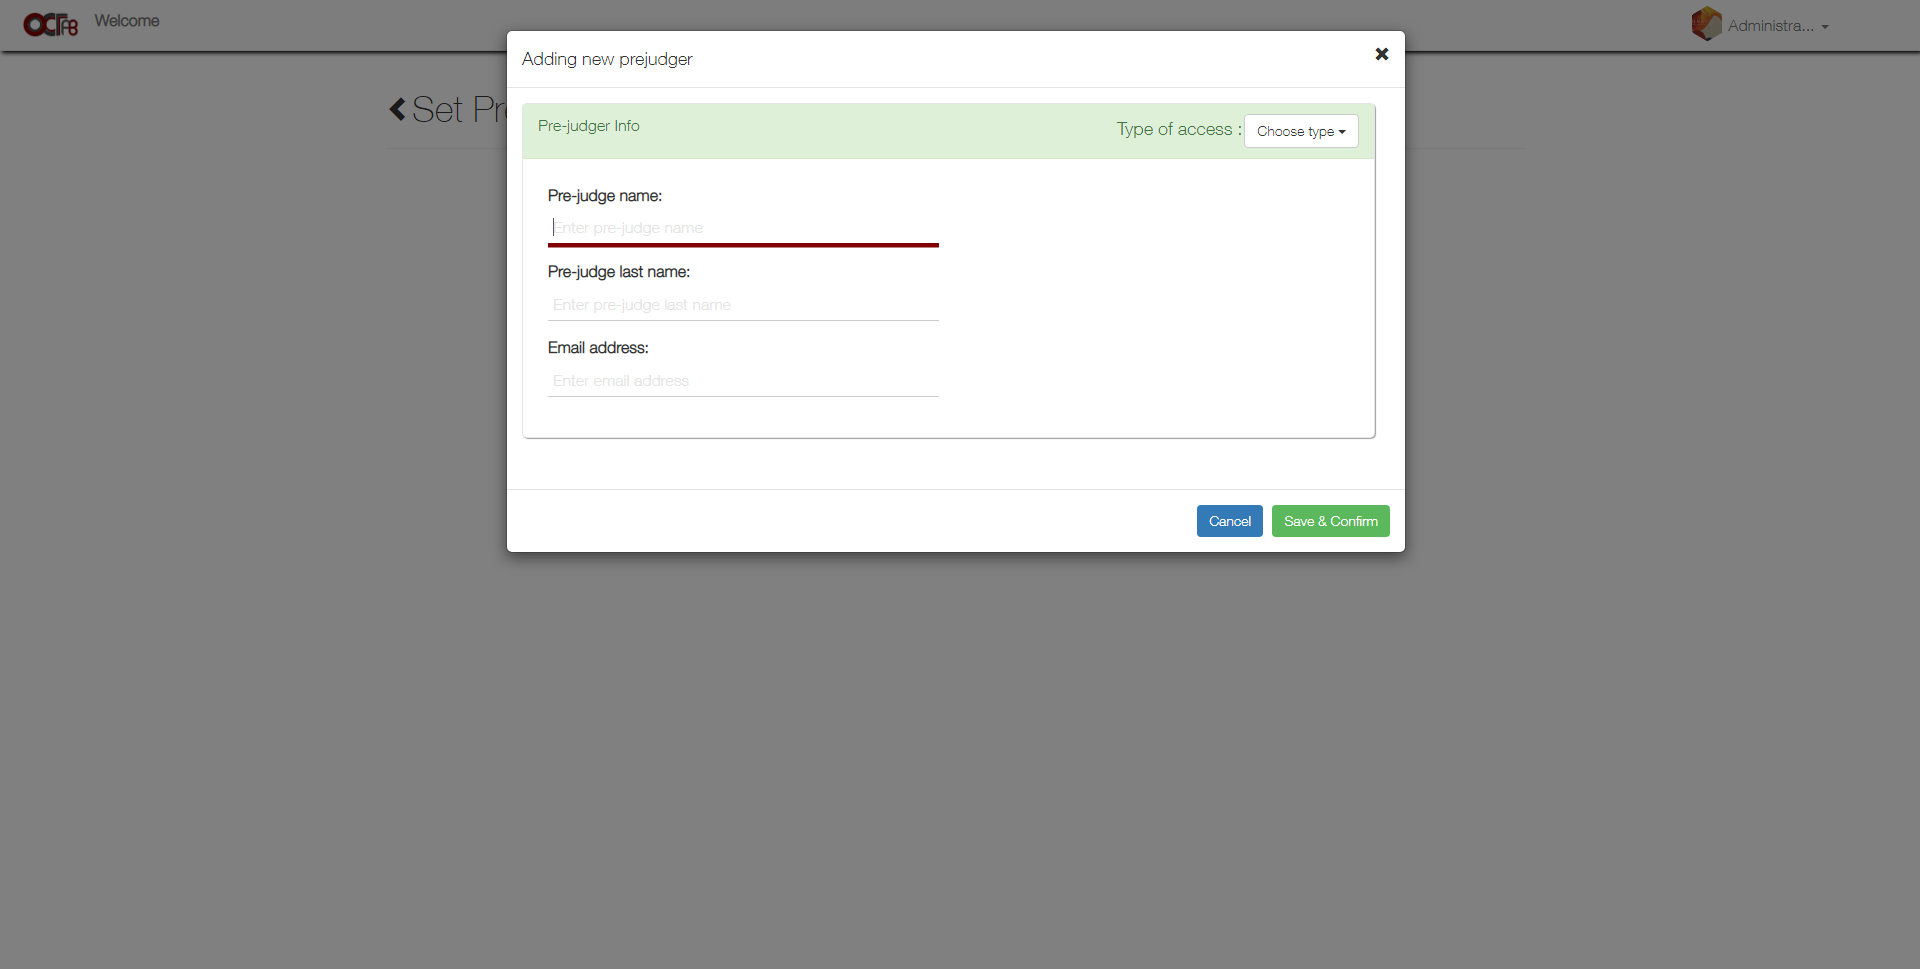 OCTAB
Welcome
Administra...
Set Pr
Adding new prejudger
Pre-judger Info
Type of access :
Choose type
Pre-judge name:
Enter pre-judge name
Pre-judge last name:
Enter pre-judge last name
Email address:
Enter email address
Cancel
Save & Confirm